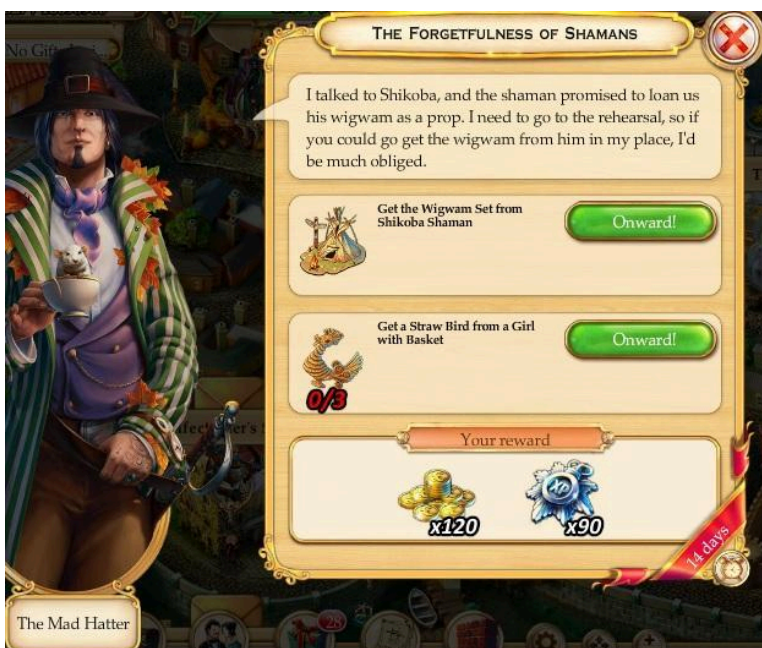 THE FORGETFULNESS OF SHAMANS
No Gift
I talked to Shikoba, and the shaman promised to loan us
his wigwam as a prop. I need to go to the rehearsal, so if
you could go get the wigwam from him in my place, I'd
be much obliged.
Get the Wigwam Set from
Shikoba Shaman
Onward!
Get a Straw Bird from a Girl
with Basket
Onward!
0/3
Your reward
XP
x120
x90
14 days
The Mad Hatter
28